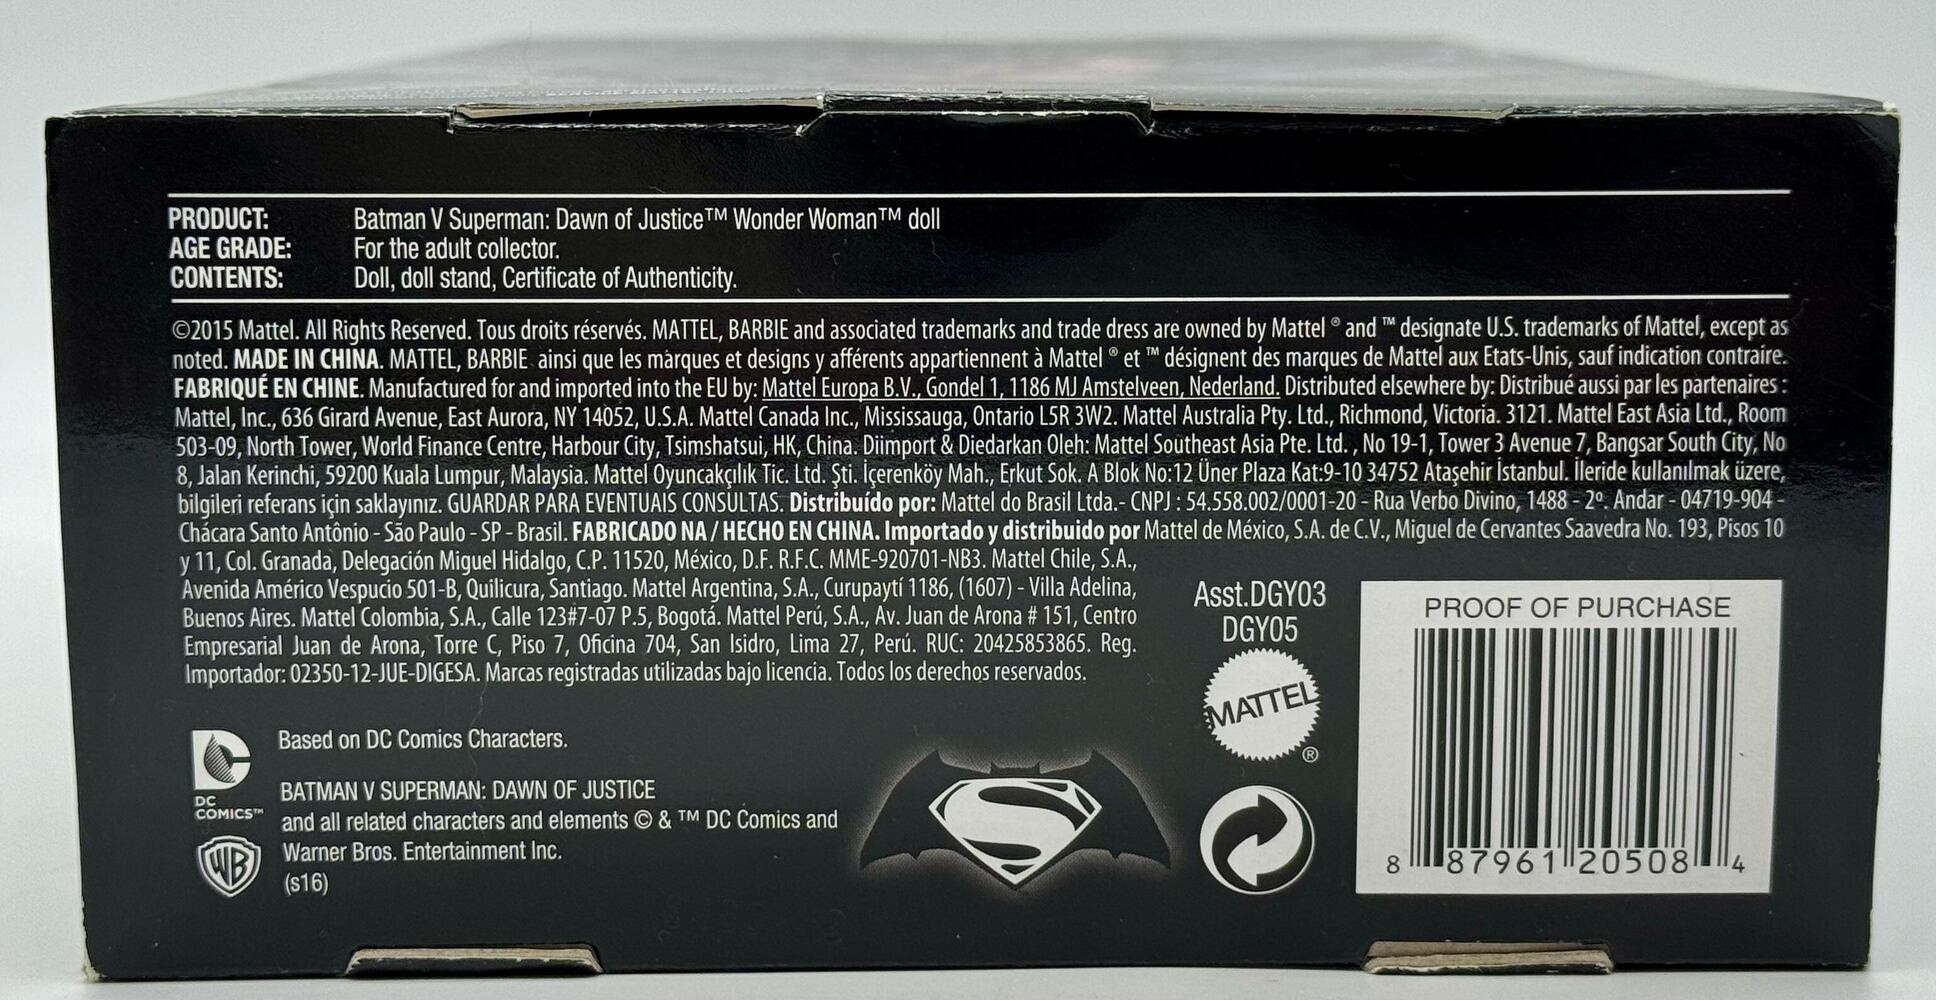 PRODUCT: Batman V Superman: Dawn of Justice™ Wonder Woman™ doll
AGE GRADE: For the adult collector.
CONTENTS: Doll, doll stand, Certificate of Authenticity.
©2015 Mattel. All Rights Reserved. Tous droits réservés. MATTEL, BARBIE and associated trademarks and trade dress are owned by Mattel ® and ™ designate U.S. trademarks of Mattel, except as
noted. MADE IN CHINA. MATTEL, BARBIE ainsi que les marques et designs y afférents appartiennent à Mattel ® et ™ désignent des marques de Mattel aux Etats-Unis, sauf indication contraire.
FABRIQUÉ EN CHINE. Manufactured for and imported into the EU by: Mattel Europa B.V., Gondel 1, 1186 MJ Amstelveen, Nederland. Distributed elsewhere by: Distribué aussi par les partenaires :
Mattel, Inc., 636 Girard Avenue, East Aurora, NY 14052, U.S.A. Mattel Canada Inc., Mississauga, Ontario L5R 3W2. Mattel Australia Pty. Ltd., Richmond, Victoria. 3121. Mattel East Asia Ltd., Room
503-09, North Tower, World Finance Centre, Harbour City, Tsimshatsui, HK, China. Diimport & Diedarkan Oleh: Mattel Southeast Asia Pte. Ltd. , No 19-1, Tower 3 Avenue 7, Bangsar South City, No
8, Jalan Kerinchi, 59200 Kuala Lumpur, Malaysia. Mattel Oyuncakçılık Tic. Ltd. Şti. İçerenköy Mah., Erkut Sok. A Blok No:12 Üner Plaza Kat:9-10 34752 Ataşehir İstanbul. İleride kullanılmak üzere,
bilgileri referans için saklayınız. GUARDAR PARA EVENTUAIS CONSULTAS. Distribuído por: Mattel do Brasil Ltda.- CNPJ : 54.558.002/0001-20 - Rua Verbo Divino, 1488 - 2º. Andar - 04719-904 -
Chácara Santo Antônio - São Paulo - SP - Brasil. FABRICADO NA / HECHO EN CHINA. Importado y distribuido por Mattel de México, S.A. de C.V., Miguel de Cervantes Saavedra No. 193, Pisos 10
y 11, Col. Granada, Delegación Miguel Hidalgo, C.P. 11520, México, D.F. R.F.C. MME-920701-NB3. Mattel Chile, S.A.,
Avenida Américo Vespucio 501-B, Quilicura, Santiago. Mattel Argentina, S.A., Curupaytí 1186, (1607) - Villa Adelina,
Buenos Aires. Mattel Colombia, S.A., Calle 123#7-07 P.5, Bogotá. Mattel Perú, S.A., Av. Juan de Arona # 151, Centro
Empresarial Juan de Arona, Torre C, Piso 7, Oficina 704, San Isidro, Lima 27, Perú. RUC: 20425853865. Reg.
Importador: 02350-12-JUE-DIGESA. Marcas registradas utilizadas bajo licencia. Todos los derechos reservados.
Asst.DGY03
DGY05
MATTEL
®
PROOF OF PURCHASE
8 87961 20508 4
DC
COMICS™
Based on DC Comics Characters.
WB
BATMAN V SUPERMAN: DAWN OF JUSTICE
and all related characters and elements © & ™ DC Comics and
Warner Bros. Entertainment Inc.
(s16)